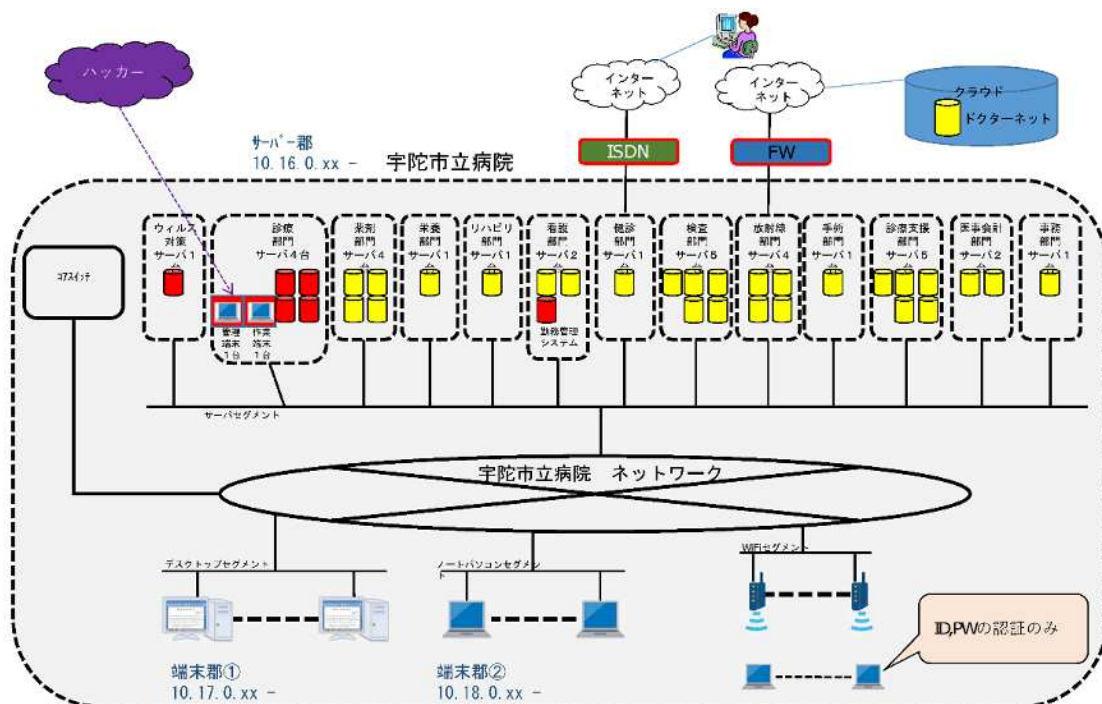 ハッカー
インター
ネット
インター
ネット
クラウド
ドクターネット
ISDN
FW
サーバー郡
10.16.0.xx -
宇陀市立病院
コアスイッチ
ウィルス
対策
サーバ1
台
診療
部門
サーバ4台
管理
端末
1台
作業
端末
1台
薬剤
部門
サーバ4
台
栄養
部門
サーバ1
台
リハビリ
部門
サーバ1
台
看護
部門
サーバ2
台
勤務管理
システム
健診
部門
サーバ1
台
検査
部門
サーバ5
台
放射線
部門
サーバ4
台
手術
部門
サーバ1
台
診療支援
部門
サーバ5
台
医事会計
部門
サーバ2
台
事務
部門
サーバ1
台
サーバセグメント
宇陀市立病院 ネットワーク
デスクトップセグメント
ノートパソコンセグメン
ト
WiFiセグメント
ID,PWの認証のみ
端末郡①
10.17.0.xx -
端末郡②
10.18.0.xx -